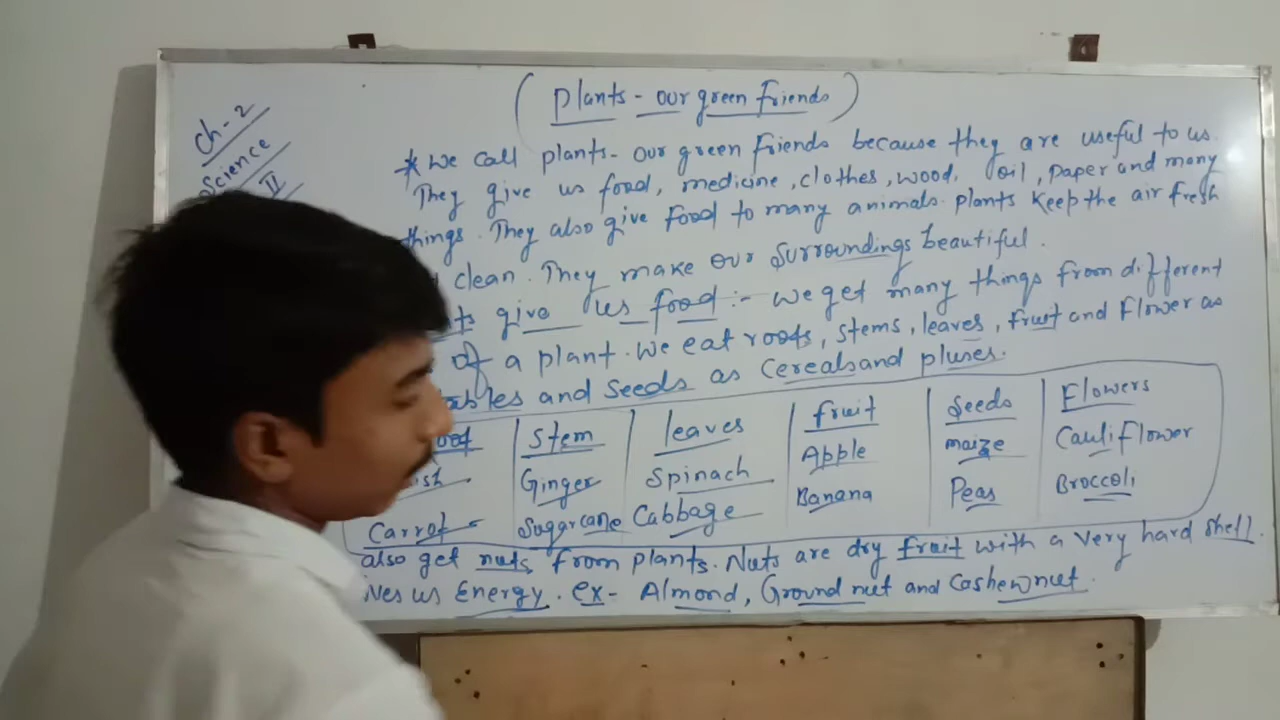 Ch-2
Science
II
(Plants - our green friends)
* We call plants - our green friends because they are useful to us.
They give us food, medicine, clothes, wood, oil, paper and many
things. They also give food to many animals. plants keep the air fresh
clean. They make our surroundings beautiful.
give us food :- we get many things from different
of a plant. we eat roots, stems, leaves, fruit and flower as
and seeds as cereals and pluses.
Stem leaves fruit Seeds Flowers
Ginger Spinach Apple maize Cauliflower
Carrot Suggrcane Cabbage Banana Peas Broccoli
also get nuts from plants. Nuts are dry fruit with a very hard shell.
us Energy. ex- Almond, Ground nut and Cashewnut.